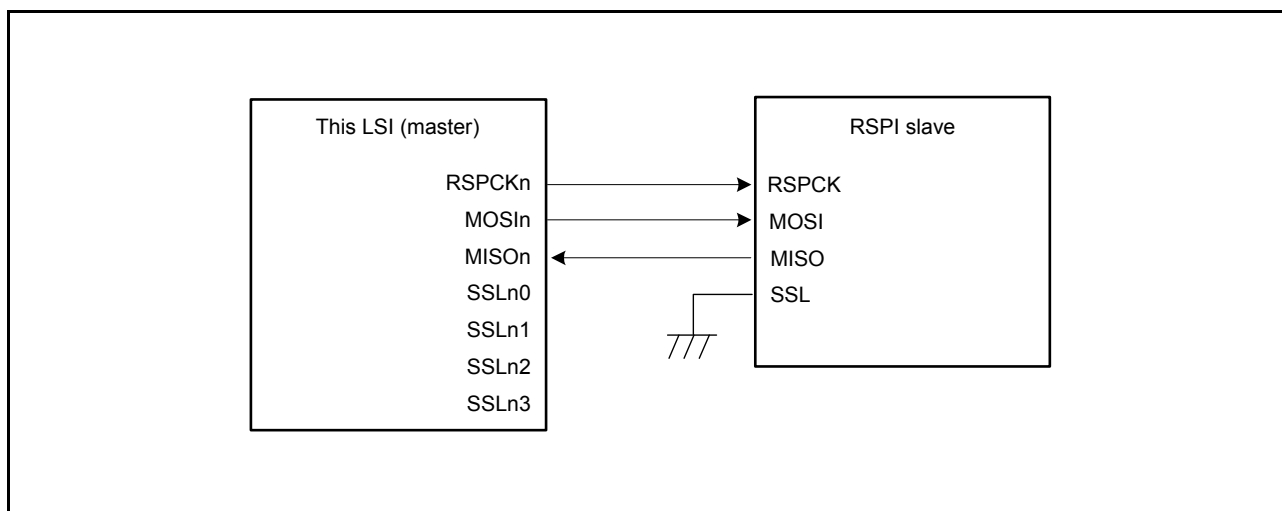 This LSI (master)
RSPCKn
MOSIn
MISOn
SSLn0
SSLn1
SSLn2
SSLn3
RSPI slave
RSPCK
MOSI
MISO
SSL